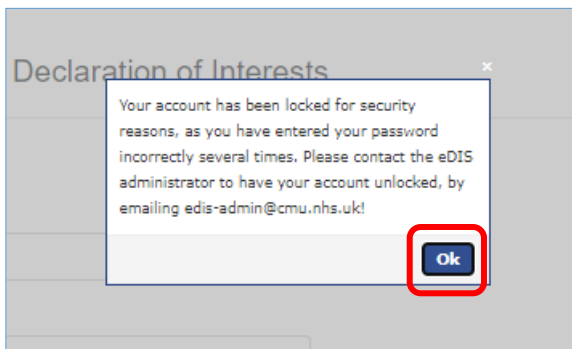 Declaration of Interests
×
Your account has been locked for security
reasons, as you have entered your password
incorrectly several times. Please contact the eDIS
administrator to have your account unlocked, by
emailing edis-admin@cmu.nhs.uk!
Ok